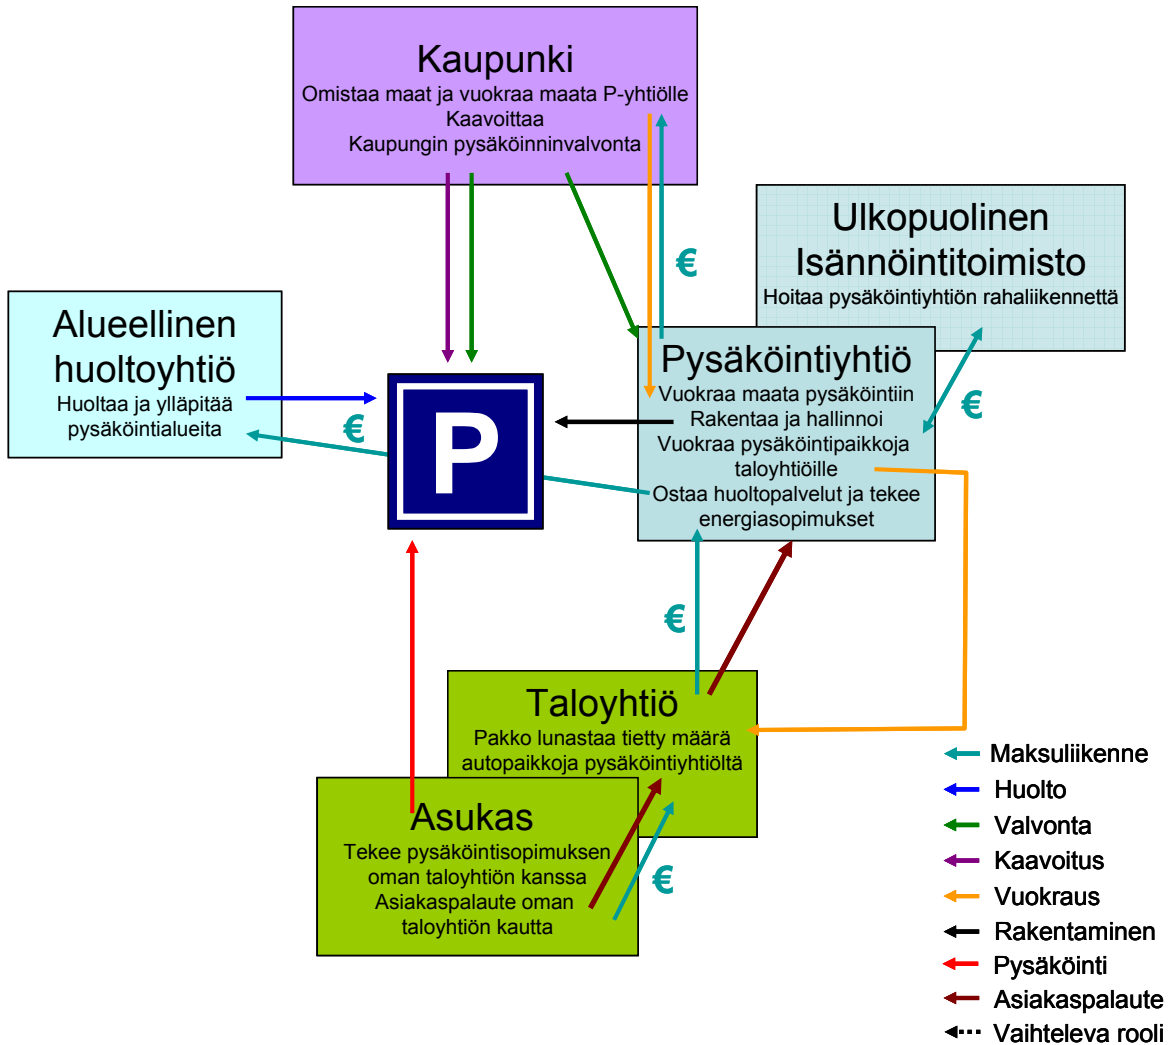 Kaupunki
Omistaa maat ja vuokraa maata P-yhtiölle
Kaavoittaa
Kaupungin pysäköinninvalvonta
€
Ulkopuolinen
Isännöintitoimisto
Hoitaa pysäköintiyhtiön rahaliikennettä
€
Alueellinen
huoltoyhtiö
Huoltaa ja ylläpitää
pysäköintialueita
€
P
Pysäköintiyhtiö
Vuokraa maata pysäköintiin
Rakentaa ja hallinnoi
Vuokraa pysäköintipaikkoja
taloyhtiöille
Ostaa huoltopalvelut ja tekee
energiasopimukset
€
Taloyhtiö
Pakko lunastaa tietty määrä
autopaikkoja pysäköintiyhtiöltä
Asukas
Tekee pysäköintisopimuksen
oman taloyhtiön kanssa
Asiakaspalaute oman
taloyhtiön kautta
€
Maksuliikenne
Huolto
Valvonta
Kaavoitus
Vuokraus
Rakentaminen
Pysäköinti
Asiakaspalaute
Vaihteleva rooli